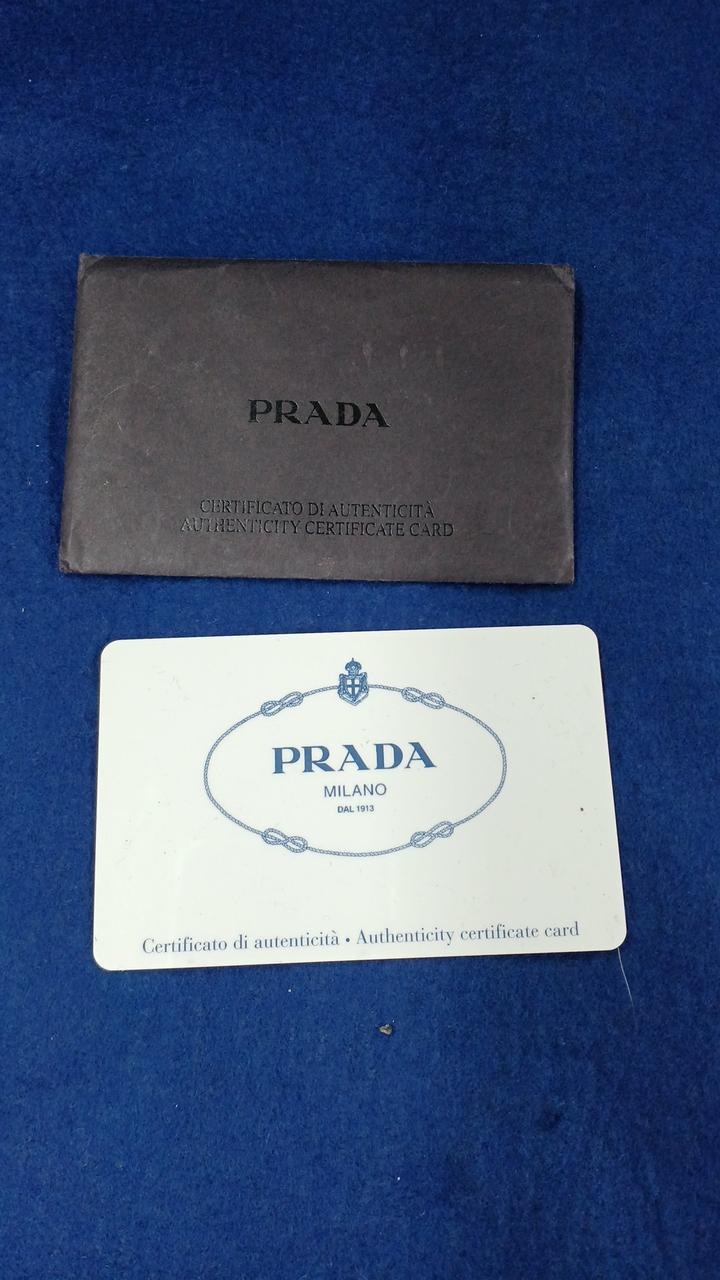 PRADA
CERTIFICATO DI AUTENTICITÀ
AUTHENTICITY CERTIFICATE CARD
PRADA
MILANO
DAL 1913
Certificato di autenticità • Authenticity certificate card